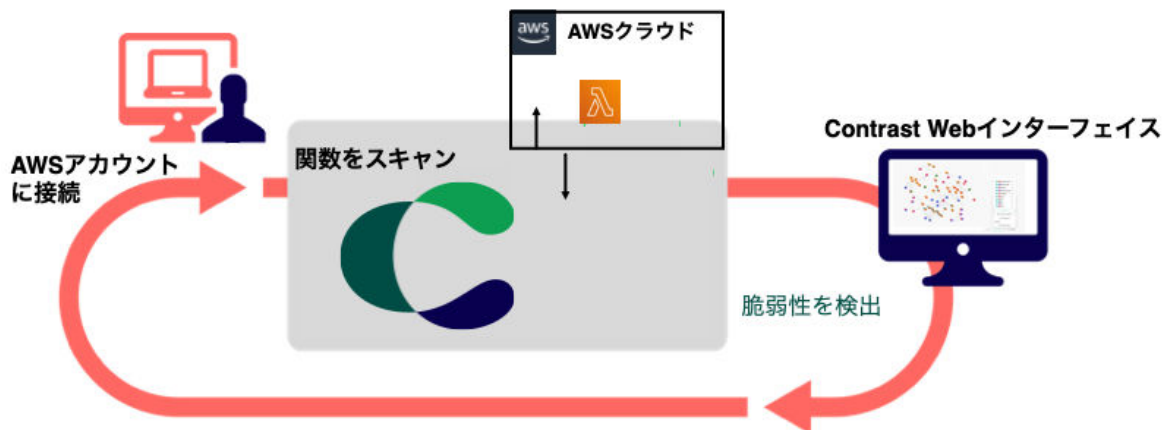 aws
AWSクラウド
Contrast Webインターフェイス
関数をスキャン
AWSアカウント
に接続
脆弱性を検出